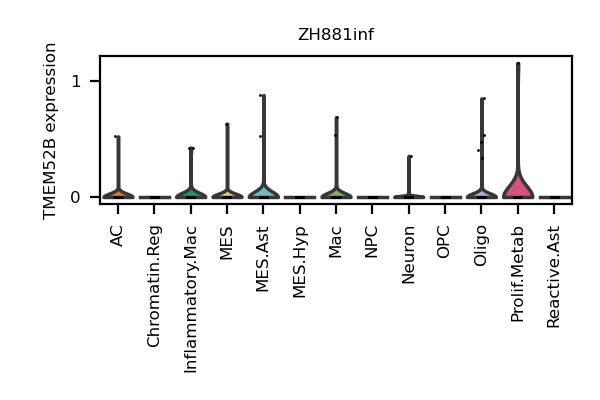 ZH881inf
TMEM52B expression
1
0
AC
Chromatin.Reg
Inflammatory.Mac
MES
MES.Ast
MES.Hyp
Mac
NPC
Neuron
OPC
Oligo
Prolif.Metab
Reactive.Ast